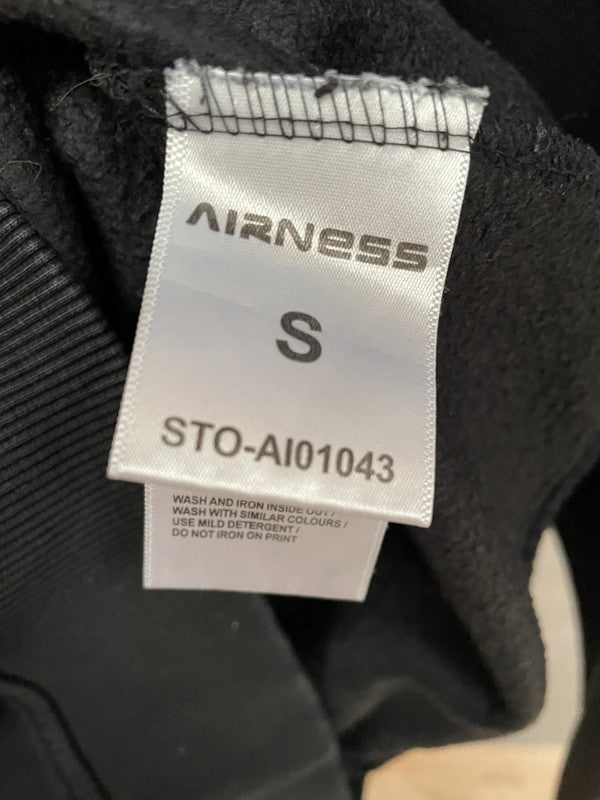 AIRNESS
S
STO-AI01043
WASH AND IRON INSIDE OUT /
WASH WITH SIMILAR COLOURS /
USE MILD DETERGENT /
DO NOT IRON ON PRINT